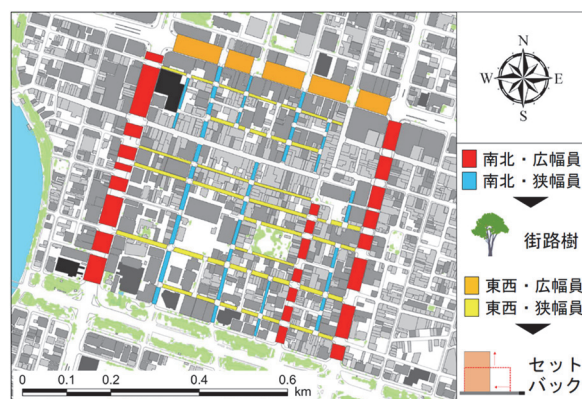 N
W E
S
南北・広幅員
南北・狭幅員
街路樹
東西・広幅員
東西・狭幅員
セット
バック
0 0.1 0.2 0.4 0.6
km